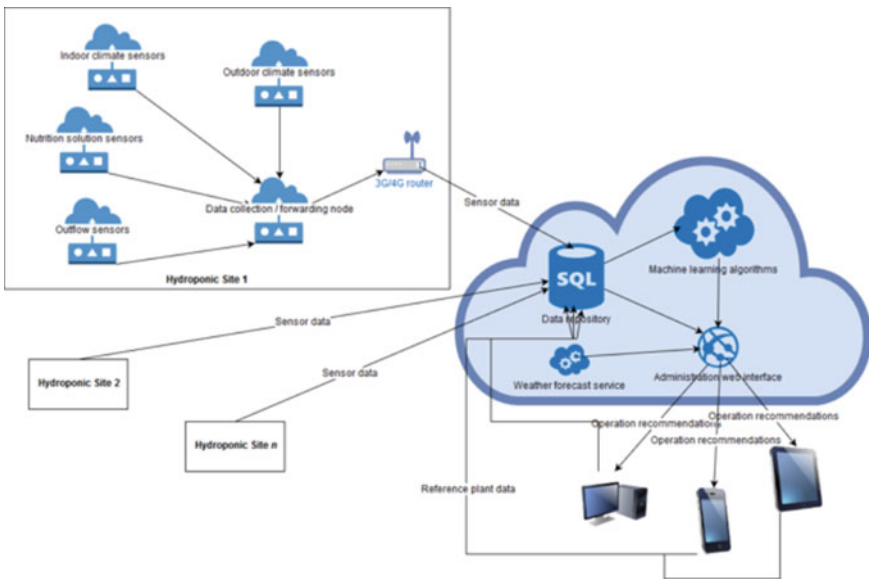 Indoor climate sensors
Outdoor climate sensors
Nutrition solution sensors
3G/4G router
Data collection / forwarding node
Sensor data
Outflow sensors
Hydroponic Site 1
SQL
Machine learning algorithms
Data repository
Sensor data
Sensor data
Hydroponic Site 2
Weather forecast service
Administration web interface
Hydroponic Site n
Operation recommendations
Operation recommendations
Operation recommendations
Reference plant data